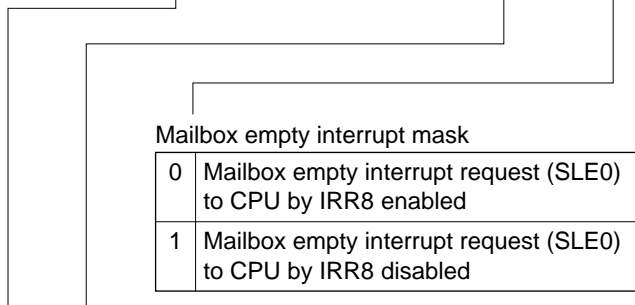 Mailbox empty interrupt mask
0 Mailbox empty interrupt request (SLE0)
to CPU by IRR8 enabled
1 Mailbox empty interrupt request (SLE0)
to CPU by IRR8 disabled